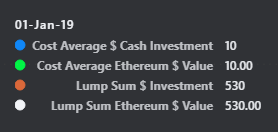 01-Jan-19
Cost Average $ Cash Investment 10
Cost Average Ethereum $ Value 10.00
Lump Sum $ Investment 530
Lump Sum Ethereum $ Value 530.00